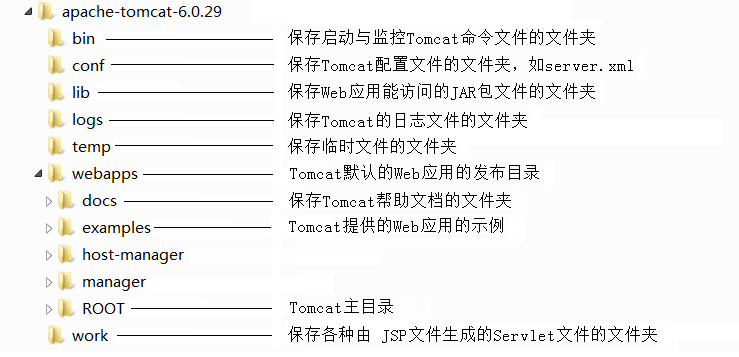 apache-tomcat-6.0.29
bin 保存启动与监控Tomcat命令文件的文件夹
conf 保存Tomcat配置文件的文件夹，如server.xml
lib 保存Web应用能访问的JAR包文件的文件夹
logs 保存Tomcat的日志文件的文件夹
temp 保存临时文件的文件夹
webapps Tomcat默认的Web应用的发布目录
docs 保存Tomcat帮助文档的文件夹
examples Tomcat提供的Web应用的示例
host-manager
manager
ROOT Tomcat主目录
work 保存各种由 JSP文件生成的Servlet文件的文件夹